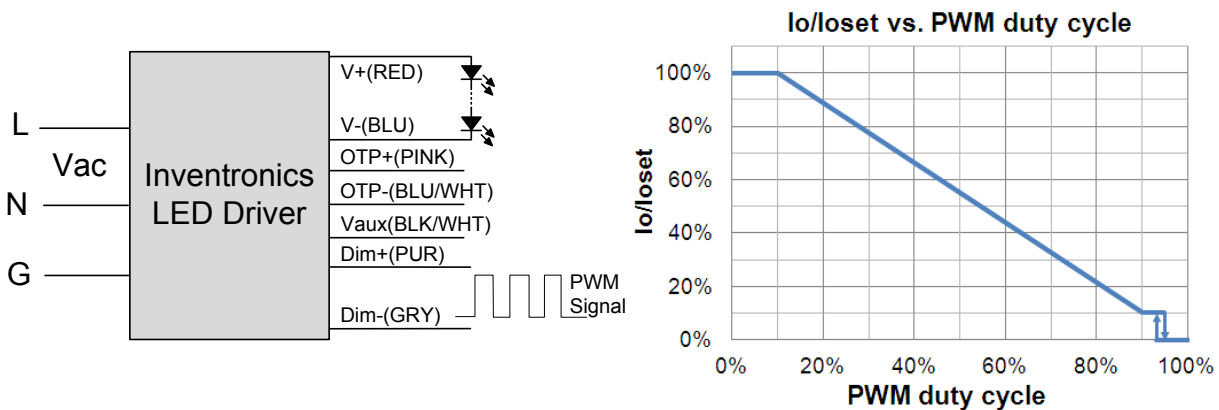 L
Vac
N
G
Inventronics
LED Driver
V+(RED)
V-(BLU)
OTP+(PINK)
OTP-(BLU/WHT)
Vaux(BLK/WHT)
Dim+(PUR)
PWM
Signal
Dim-(GRY)
Io/Ioset vs. PWM duty cycle
Io/Ioset
100%
80%
60%
40%
20%
0%
0% 20% 40% 60% 80% 100%
PWM duty cycle